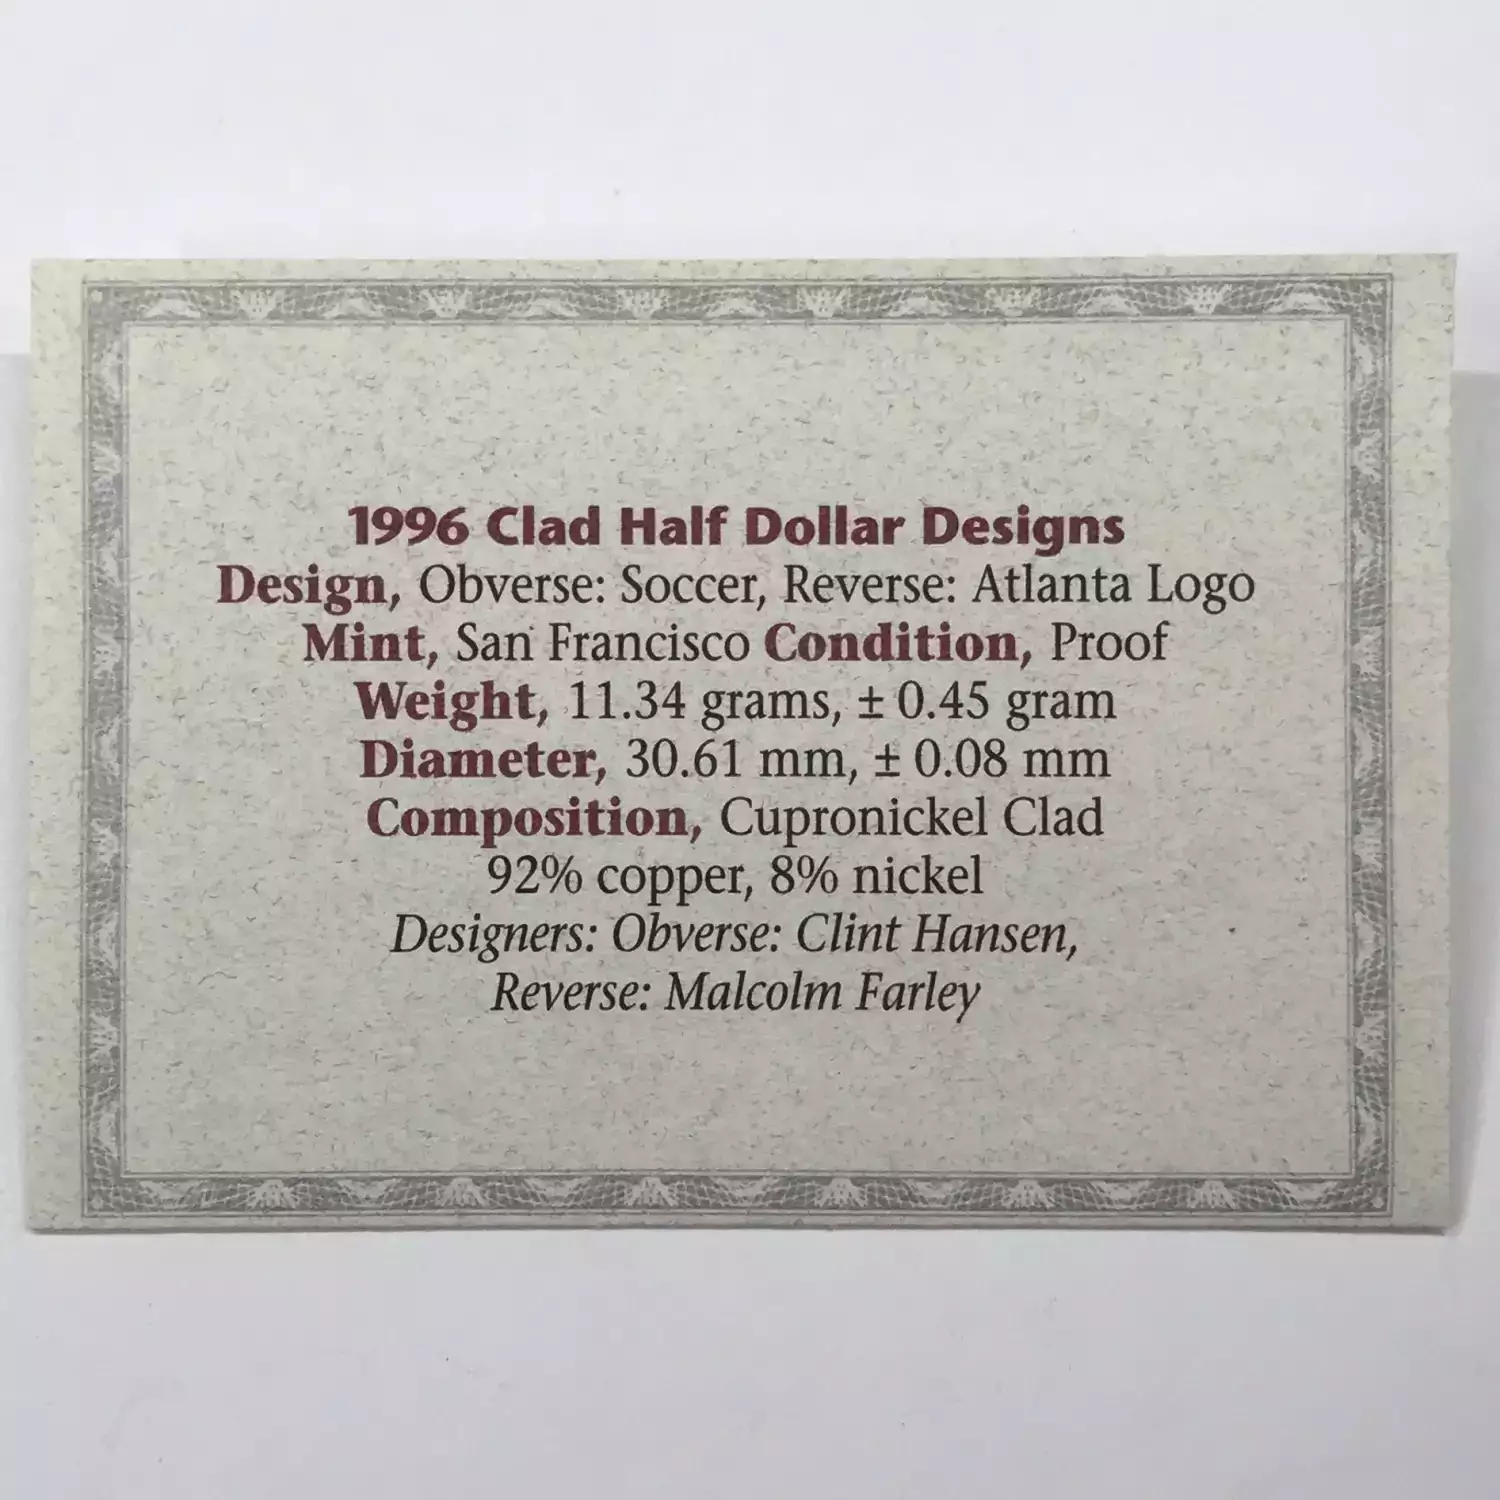 1996 Clad Half Dollar Designs
Design, Obverse: Soccer, Reverse: Atlanta Logo
Mint, San Francisco Condition, Proof
Weight, 11.34 grams, ± 0.45 gram
Diameter, 30.61 mm, ± 0.08 mm
Composition, Cupronickel Clad
92% copper, 8% nickel
Designers: Obverse: Clint Hansen,
Reverse: Malcolm Farley